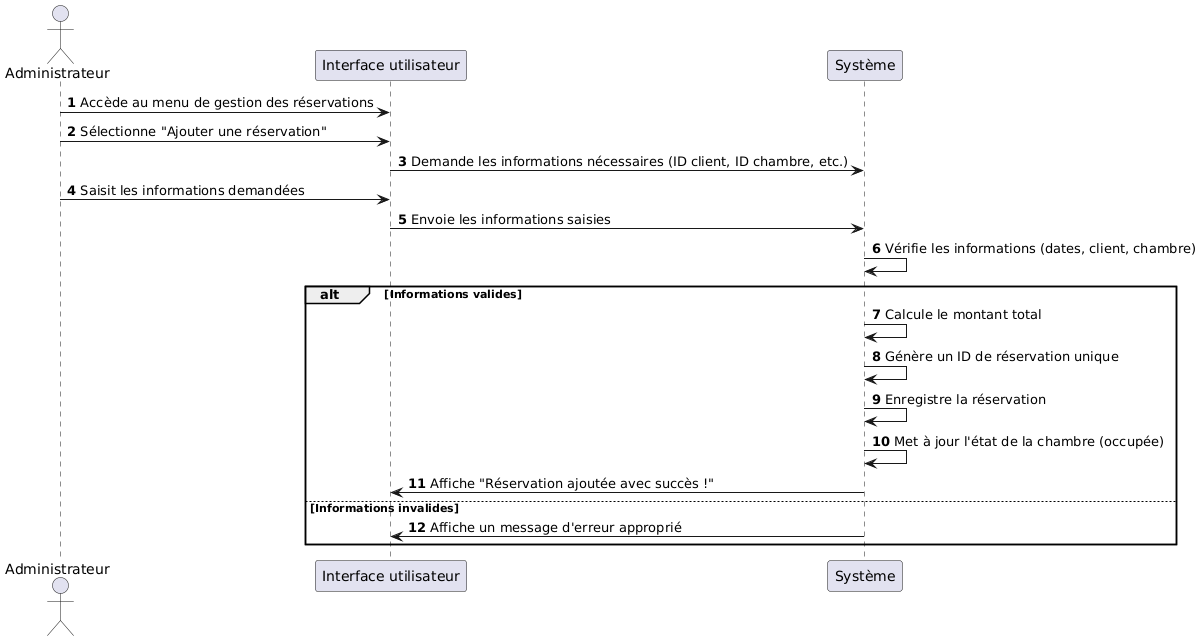 Administrateur
Interface utilisateur
Système
1 Accède au menu de gestion des réservations
2 Sélectionne "Ajouter une réservation"
3 Demande les informations nécessaires (ID client, ID chambre, etc.)
4 Saisit les informations demandées
5 Envoie les informations saisies
6 Vérifie les informations (dates, client, chambre)
alt [Informations valides]
7 Calcule le montant total
8 Génère un ID de réservation unique
9 Enregistre la réservation
10 Met à jour l'état de la chambre (occupée)
11 Affiche "Réservation ajoutée avec succès !"
[Informations invalides]
12 Affiche un message d'erreur approprié
Administrateur
Interface utilisateur
Système